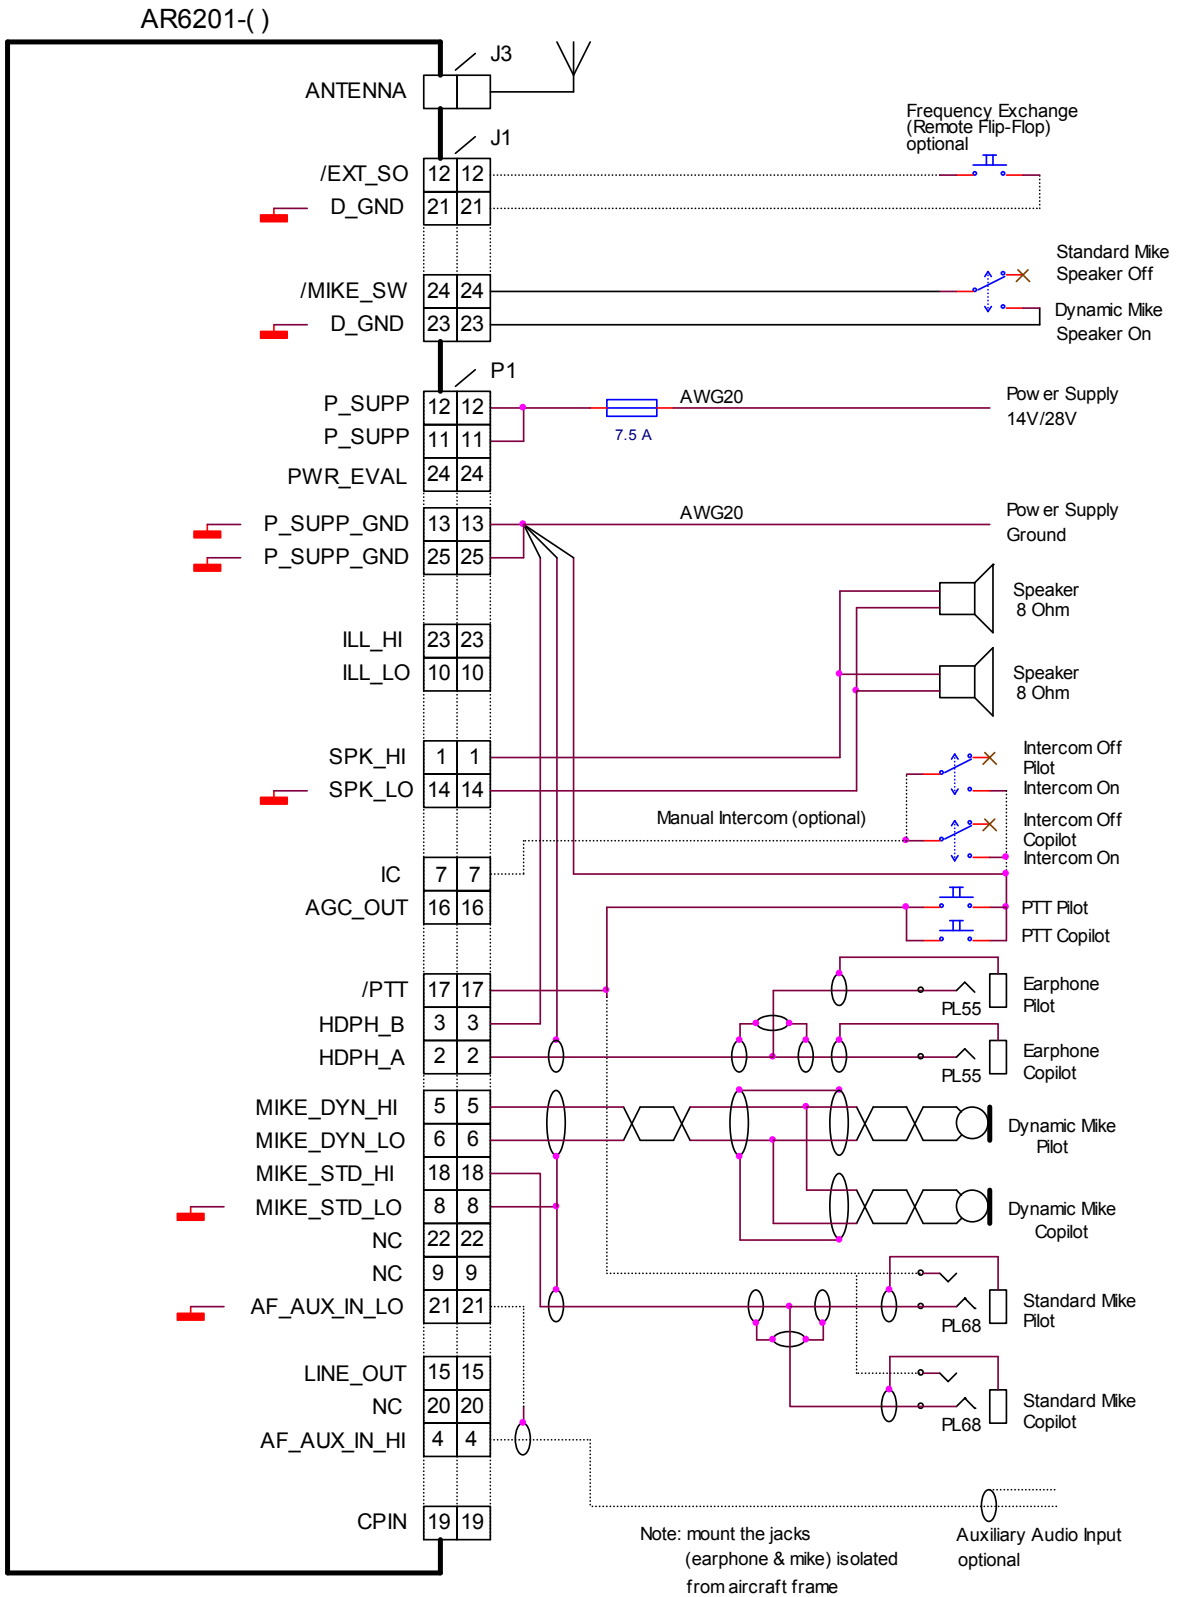 AR6201-( )
J3
ANTENNA
J1
Frequency Exchange
(Remote Flip-Flop)
optional
/EXT_SO 12 12
D_GND 21 21
Standard Mike
Speaker Off
/MIKE_SW 24 24
Dynamic Mike
D_GND 23 23
Speaker On
P1
P_SUPP 12 12
AWG20
Power Supply
14V/28V
7.5 A
P_SUPP 11 11
PWR_EVAL 24 24
P_SUPP_GND 13 13
AWG20
Power Supply
Ground
P_SUPP_GND 25 25
Speaker
8 Ohm
ILL_HI 23 23
ILL_LO 10 10
Speaker
8 Ohm
SPK_HI 1 1
Intercom Off
Pilot
Intercom On
SPK_LO 14 14
Manual Intercom (optional)
Intercom Off
Copilot
Intercom On
IC 7 7
AGC_OUT 16 16
PTT Pilot
PTT Copilot
/PTT 17 17
Earphone
Pilot
PL55
HDPH_B 3 3
HDPH_A 2 2
Earphone
Copilot
PL55
MIKE_DYN_HI 5 5
Dynamic Mike
Pilot
MIKE_DYN_LO 6 6
MIKE_STD_HI 18 18
MIKE_STD_LO 8 8
Dynamic Mike
Copilot
NC 22 22
NC 9 9
AF_AUX_IN_LO 21 21
Standard Mike
Pilot
PL68
LINE_OUT 15 15
NC 20 20
Standard Mike
Copilot
PL68
AF_AUX_IN_HI 4 4
CPIN 19 19
Note: mount the jacks
(earphone & mike) isolated
from aircraft frame
Auxiliary Audio Input
optional